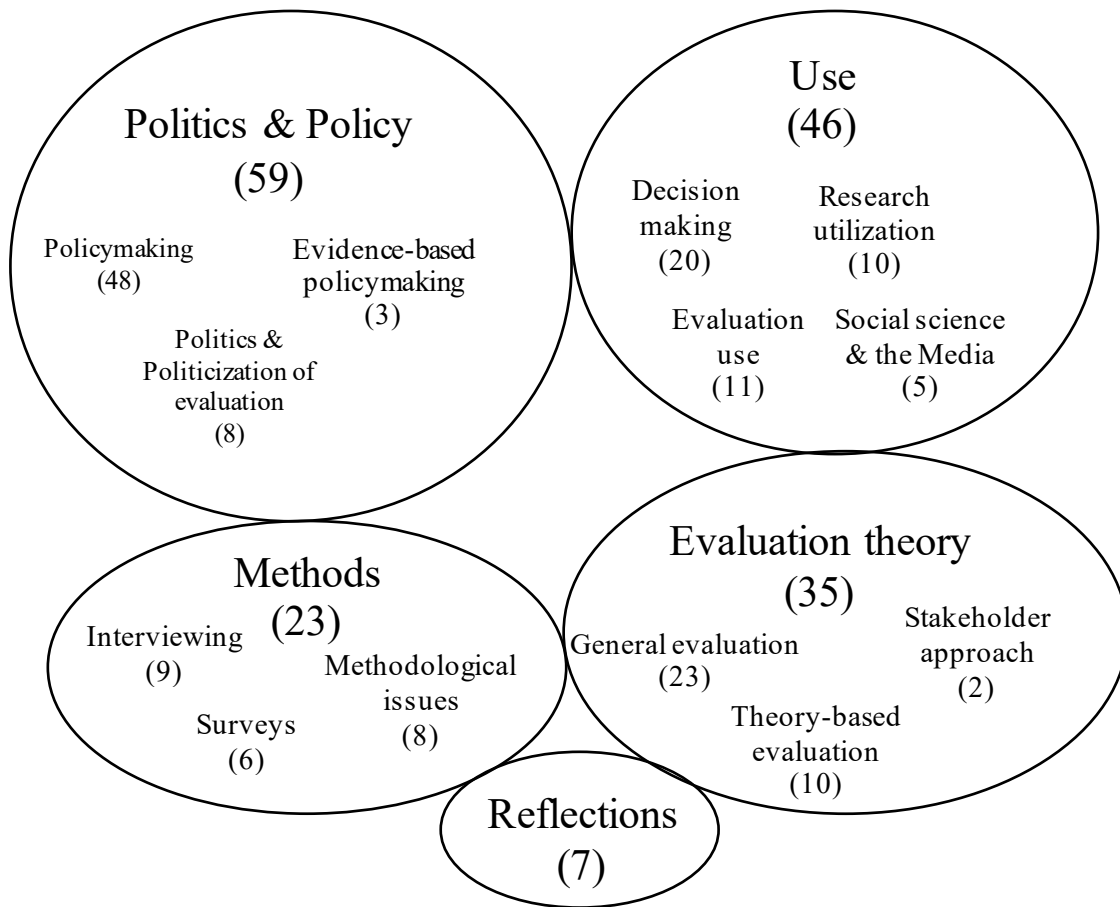 Politics & Policy
(59)
Policymaking
(48)
Evidence-based
policymaking
(3)
Politics &
Politicization of
evaluation
(8)
Use
(46)
Decision
making
(20)
Research
utilization
(10)
Evaluation
use
(11)
Social science
& the Media
(5)
Methods
(23)
Interviewing
(9)
Methodological
issues
(8)
Surveys
(6)
Evaluation theory
(35)
General evaluation
(23)
Stakeholder
approach
(2)
Theory-based
evaluation
(10)
Reflections
(7)